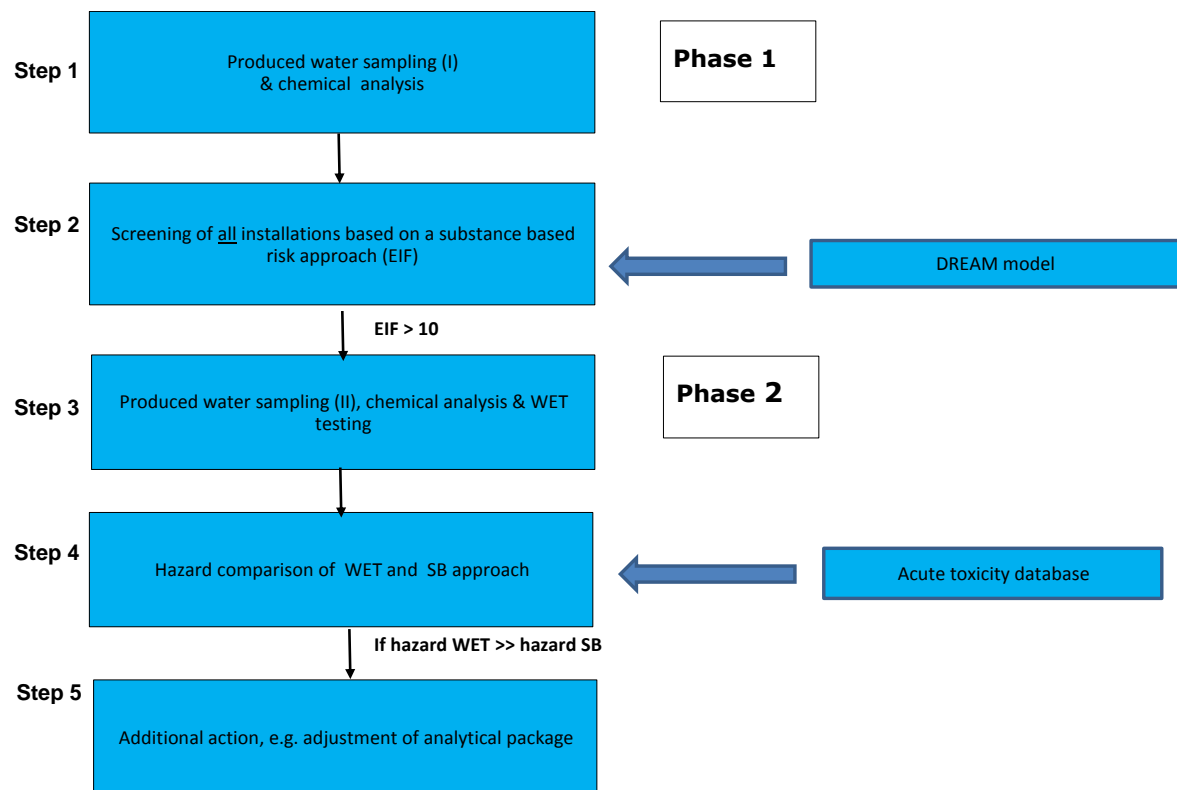 Step 1
Produced water sampling (I)
& chemical analysis
Phase 1
Step 2
Screening of all installations based on a substance based
risk approach (EIF)
DREAM model
EIF > 10
Step 3
Produced water sampling (II), chemical analysis & WET
testing
Phase 2
Step 4
Hazard comparison of WET and SB approach
Acute toxicity database
If hazard WET >> hazard SB
Step 5
Additional action, e.g. adjustment of analytical package